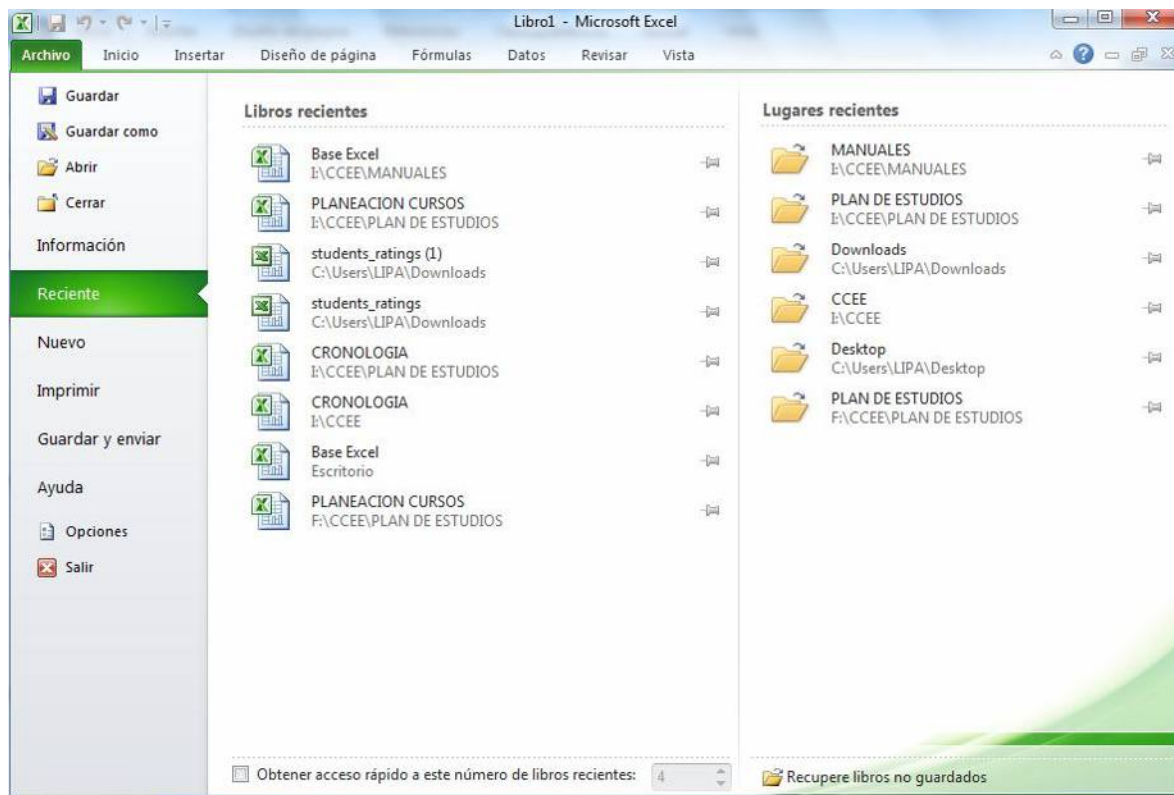 Libro1 - Microsoft Excel
Archivo Inicio Insertar Diseño de página Fórmulas Datos Revisar Vista
Guardar
Guardar como
Abrir
Cerrar
Información
Reciente
Nuevo
Imprimir
Guardar y enviar
Ayuda
Opciones
Salir
Libros recientes
Base Excel
I:\CCEE\MANUALES
PLANEACION CURSOS
I:\CCEE\PLAN DE ESTUDIOS
students_ratings (1)
C:\Users\LIPA\Downloads
students_ratings
C:\Users\LIPA\Downloads
CRONOLOGIA
I:\CCEE\PLAN DE ESTUDIOS
CRONOLOGIA
I:\CCEE
Base Excel
Escritorio
PLANEACION CURSOS
F:\CCEE\PLAN DE ESTUDIOS
Obtener acceso rápido a este número de libros recientes: 4
Lugares recientes
MANUALES
I:\CCEE\MANUALES
PLAN DE ESTUDIOS
I:\CCEE\PLAN DE ESTUDIOS
Downloads
C:\Users\LIPA\Downloads
CCEE
I:\CCEE
Desktop
C:\Users\LIPA\Desktop
PLAN DE ESTUDIOS
F:\CCEE\PLAN DE ESTUDIOS
Recupere libros no guardados